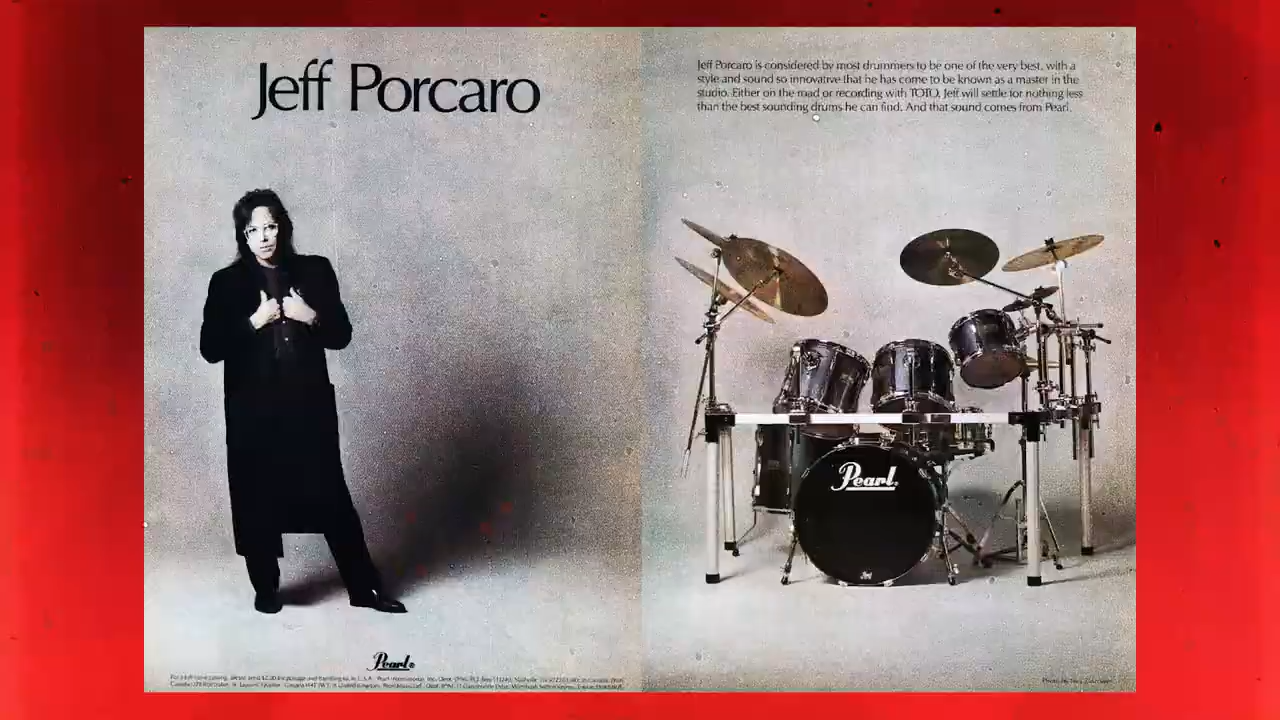 Jeff Porcaro
Jeff Porcaro is considered by most drummers to be one of the very best, with a
style and sound so innovative that he has come to be known as a master in the
studio. Either on the road or recording with TOTO, Jeff will settle for nothing less
than the best sounding drums he can find. And that sound comes from Pearl.
Pearl
Pearl